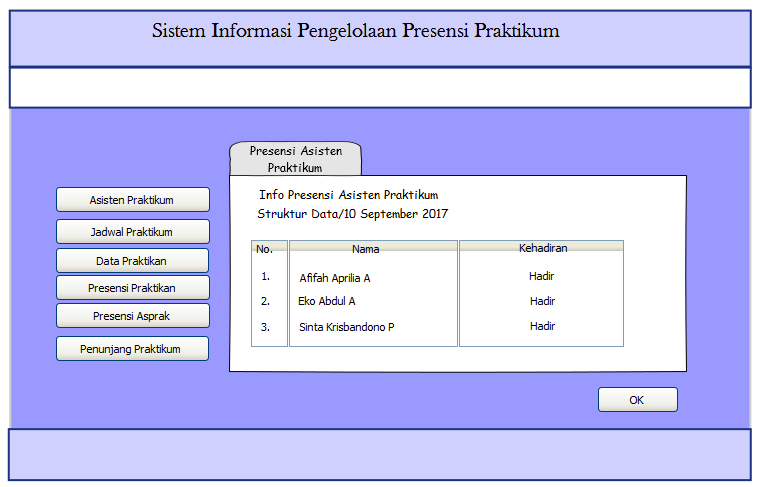 Sistem Informasi Pengelolaan Presensi Praktikum
Presensi Asisten
Praktikum
Info Presensi Asisten Praktikum
Struktur Data/10 September 2017
Asisten Praktikum
Jadwal Praktikum
Data Praktikan
Presensi Praktikan
Presensi Asprak
Penunjang Praktikum
No. Nama Kehadiran
1. Afifah Aprilia A Hadir
2. Eko Abdul A Hadir
3. Sinta Krisbandono P Hadir
OK